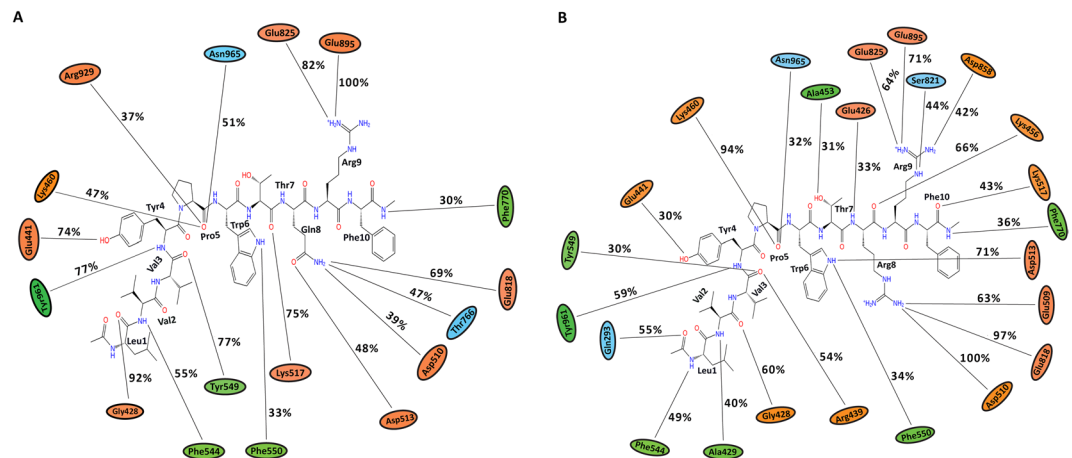 A
Glu825
Glu895
Asn965
Arg929
82%
100%
37%
51%
Arg9
Lys460
47%
Thr7
Tyr4
30%
Phe770
Glu441
74%
Pro5
Trp6
Gln8
Phe10
77%
Val3
69%
Glu818
Tyr961
47%
Thr766
Val2
75%
39%
Asp510
Leu1
77%
48%
92%
55%
Tyr549
Lys517
Gly428
33%
Asp513
Phe544
Phe550
B
Glu895
Glu825
Asn965
71%
Asp858
64%
Ser821
Ala453
44%
42%
Lys460
Glu426
Lys456
66%
32%
31%
33%
Arg9
94%
Lys517
Glu441
Thr7
Phe10
43%
30%
Tyr4
36%
Phe770
Tyr549
30%
Pro5
Trp6
71%
Asp513
Arg8
59%
Val2
Val3
63%
Glu509
Tyr961
Gln293
55%
54%
97%
Glu818
Leu1
60%
100%
40%
34%
Asp510
49%
Gly428
Arg439
Phe550
Phe544
Ala429